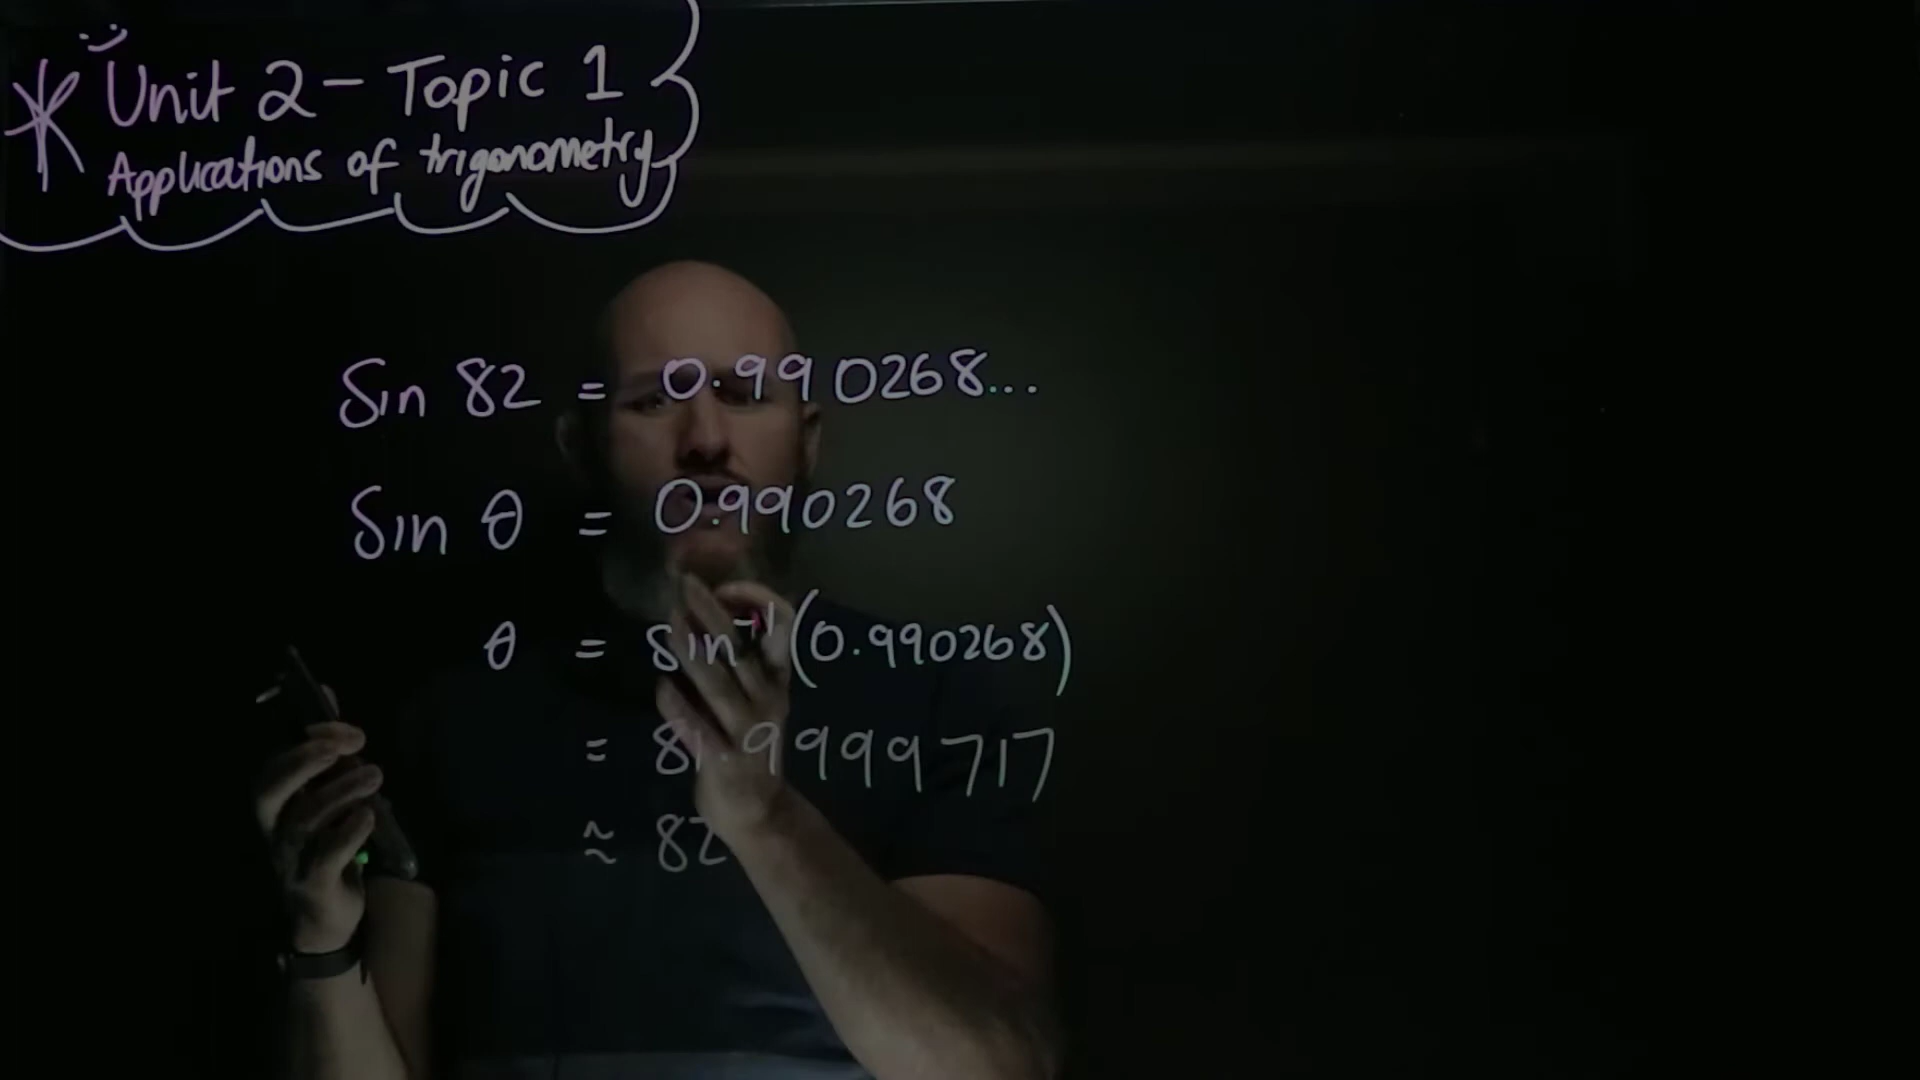 Unit 2 - Topic 1
Applications of trigonometry
Sin 82 = 0.990268...
Sin θ = 0.990268
θ = sin⁻¹(0.990268)
= 81.9999717
≈ 82